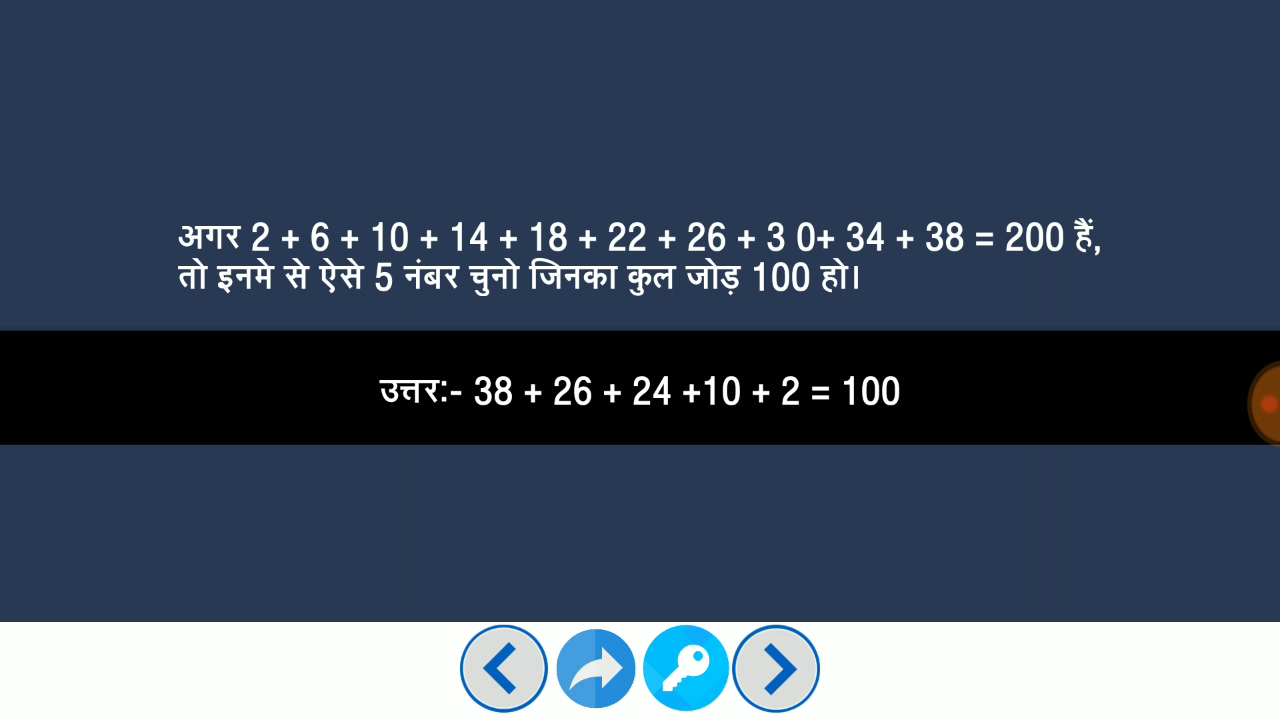 अगर 2 + 6 + 10 + 14 + 18 + 22 + 26 + 3 0+ 34 + 38 = 200 हैं,
तो इनमे से ऐसे 5 नंबर चुनो जिनका कुल जोड़ 100 हो।
उत्तर:- 38 + 26 + 24 +10 + 2 = 100